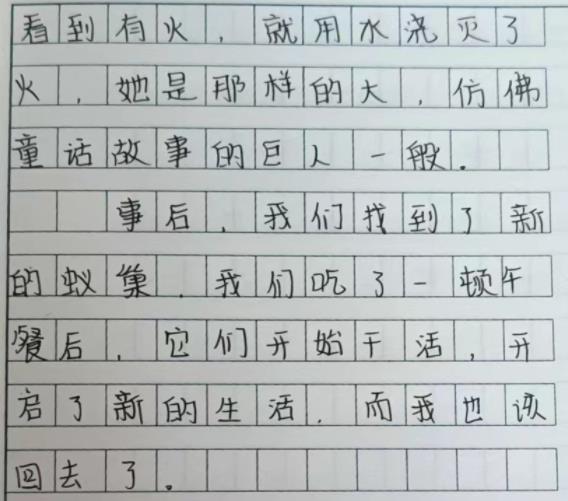 看到有火，就用水浇灭了
火，她是那样的大，仿佛
童话故事的巨人一般.
事后，我们找到了新
的蚁巢.我们吃了一顿午
餐后，它们开始干活，开
启了新的生活.而我也该
回去了。